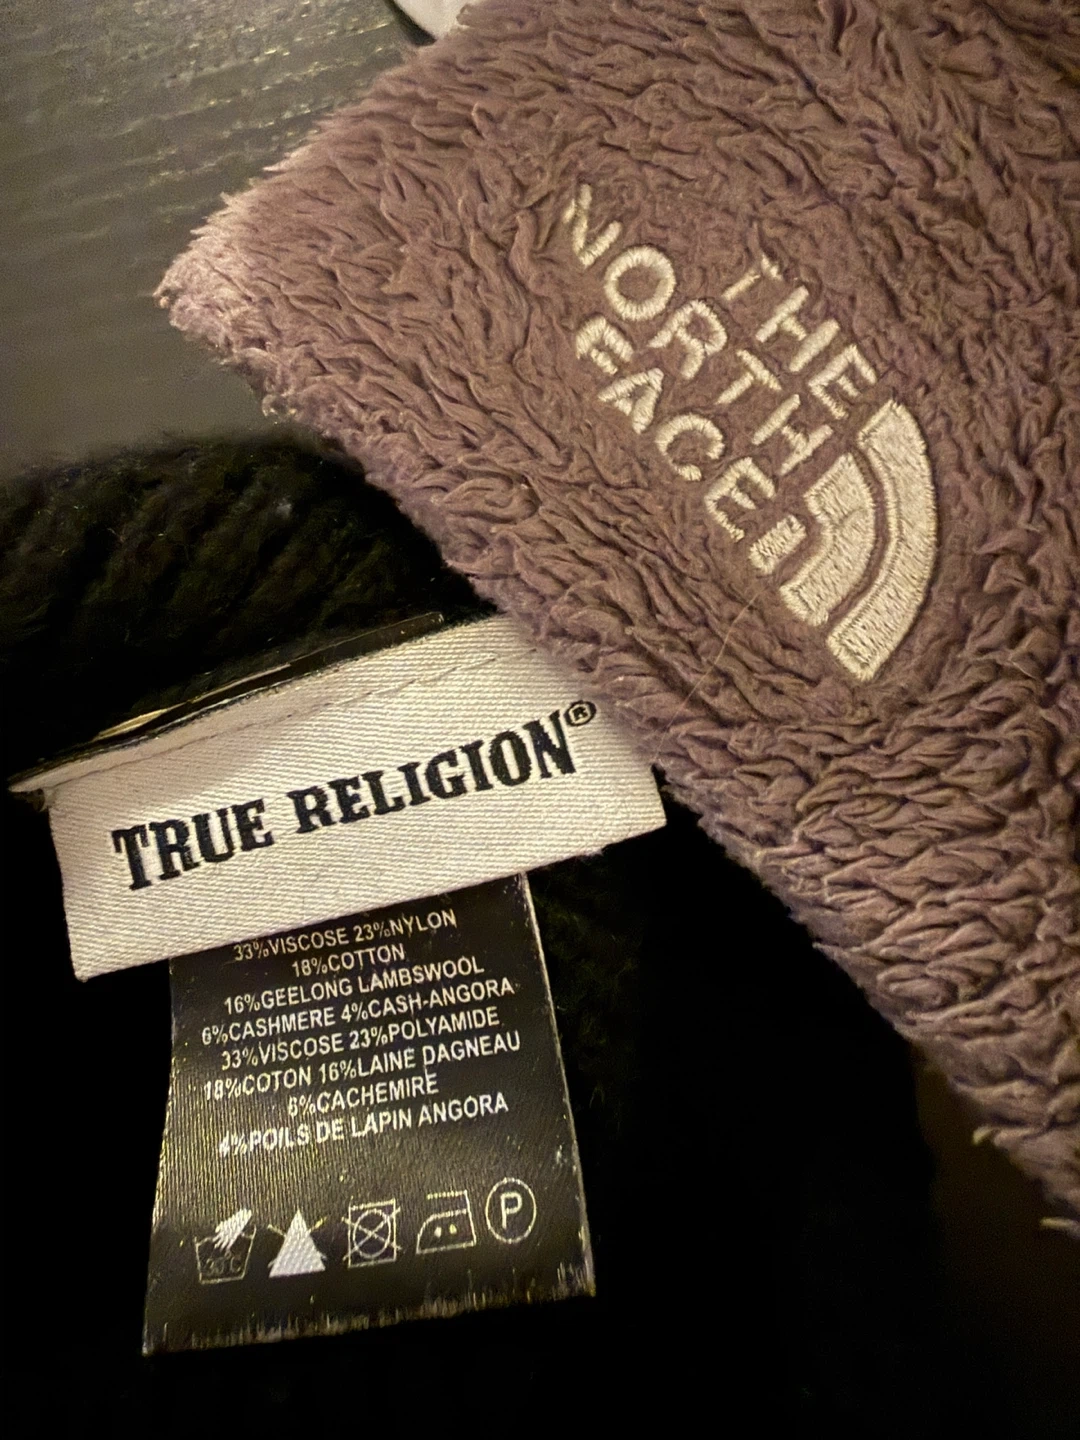 THE
NORTH
FACE
TRUE RELIGION®
33%VISCOSE 23%NYLON
18%COTTON
16%GEELONG LAMBSWOOL
6%CASHMERE 4%CASH-ANGORA
33%VISCOSE 23%POLYAMIDE
18%COTON 16%LAINE DAGNEAU
6%CACHEMIRE
4%POILS DE LAPIN ANGORA
30°C
P